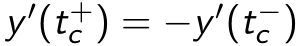 y′(t_c^+) = −y′(t_c^−)